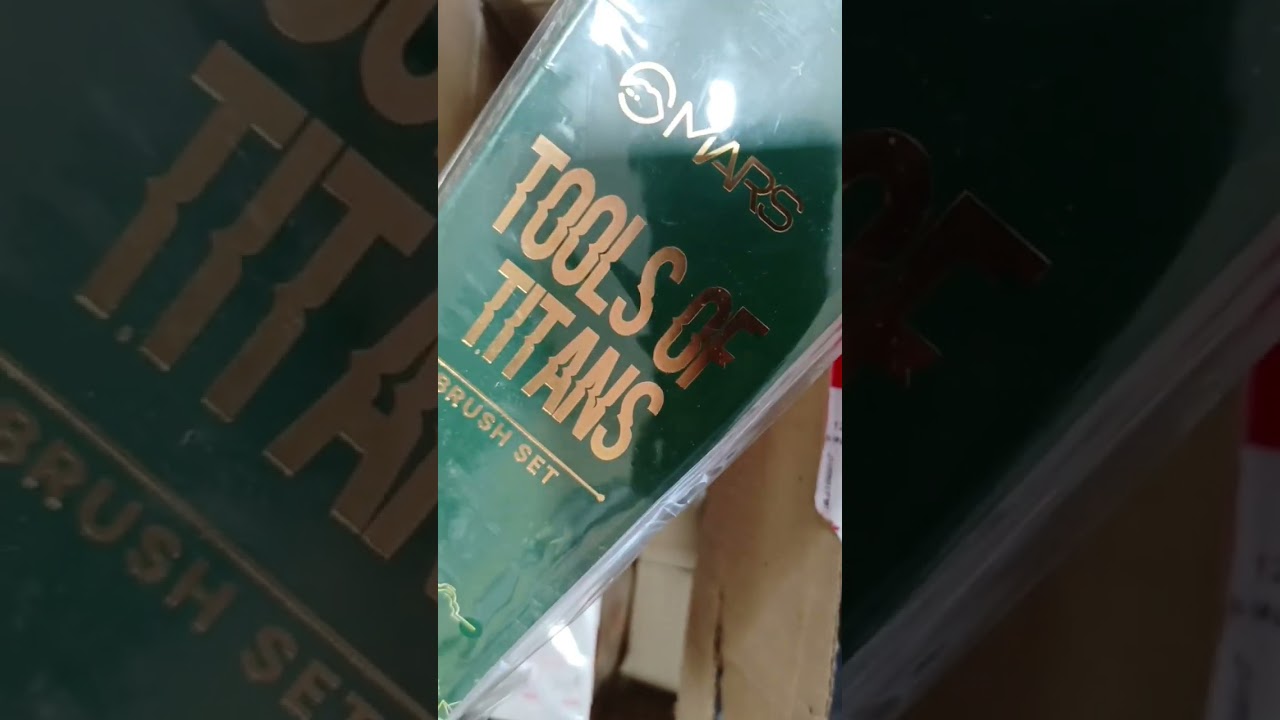 MARS
TOOLS OF
TITANS
BRUSH SET